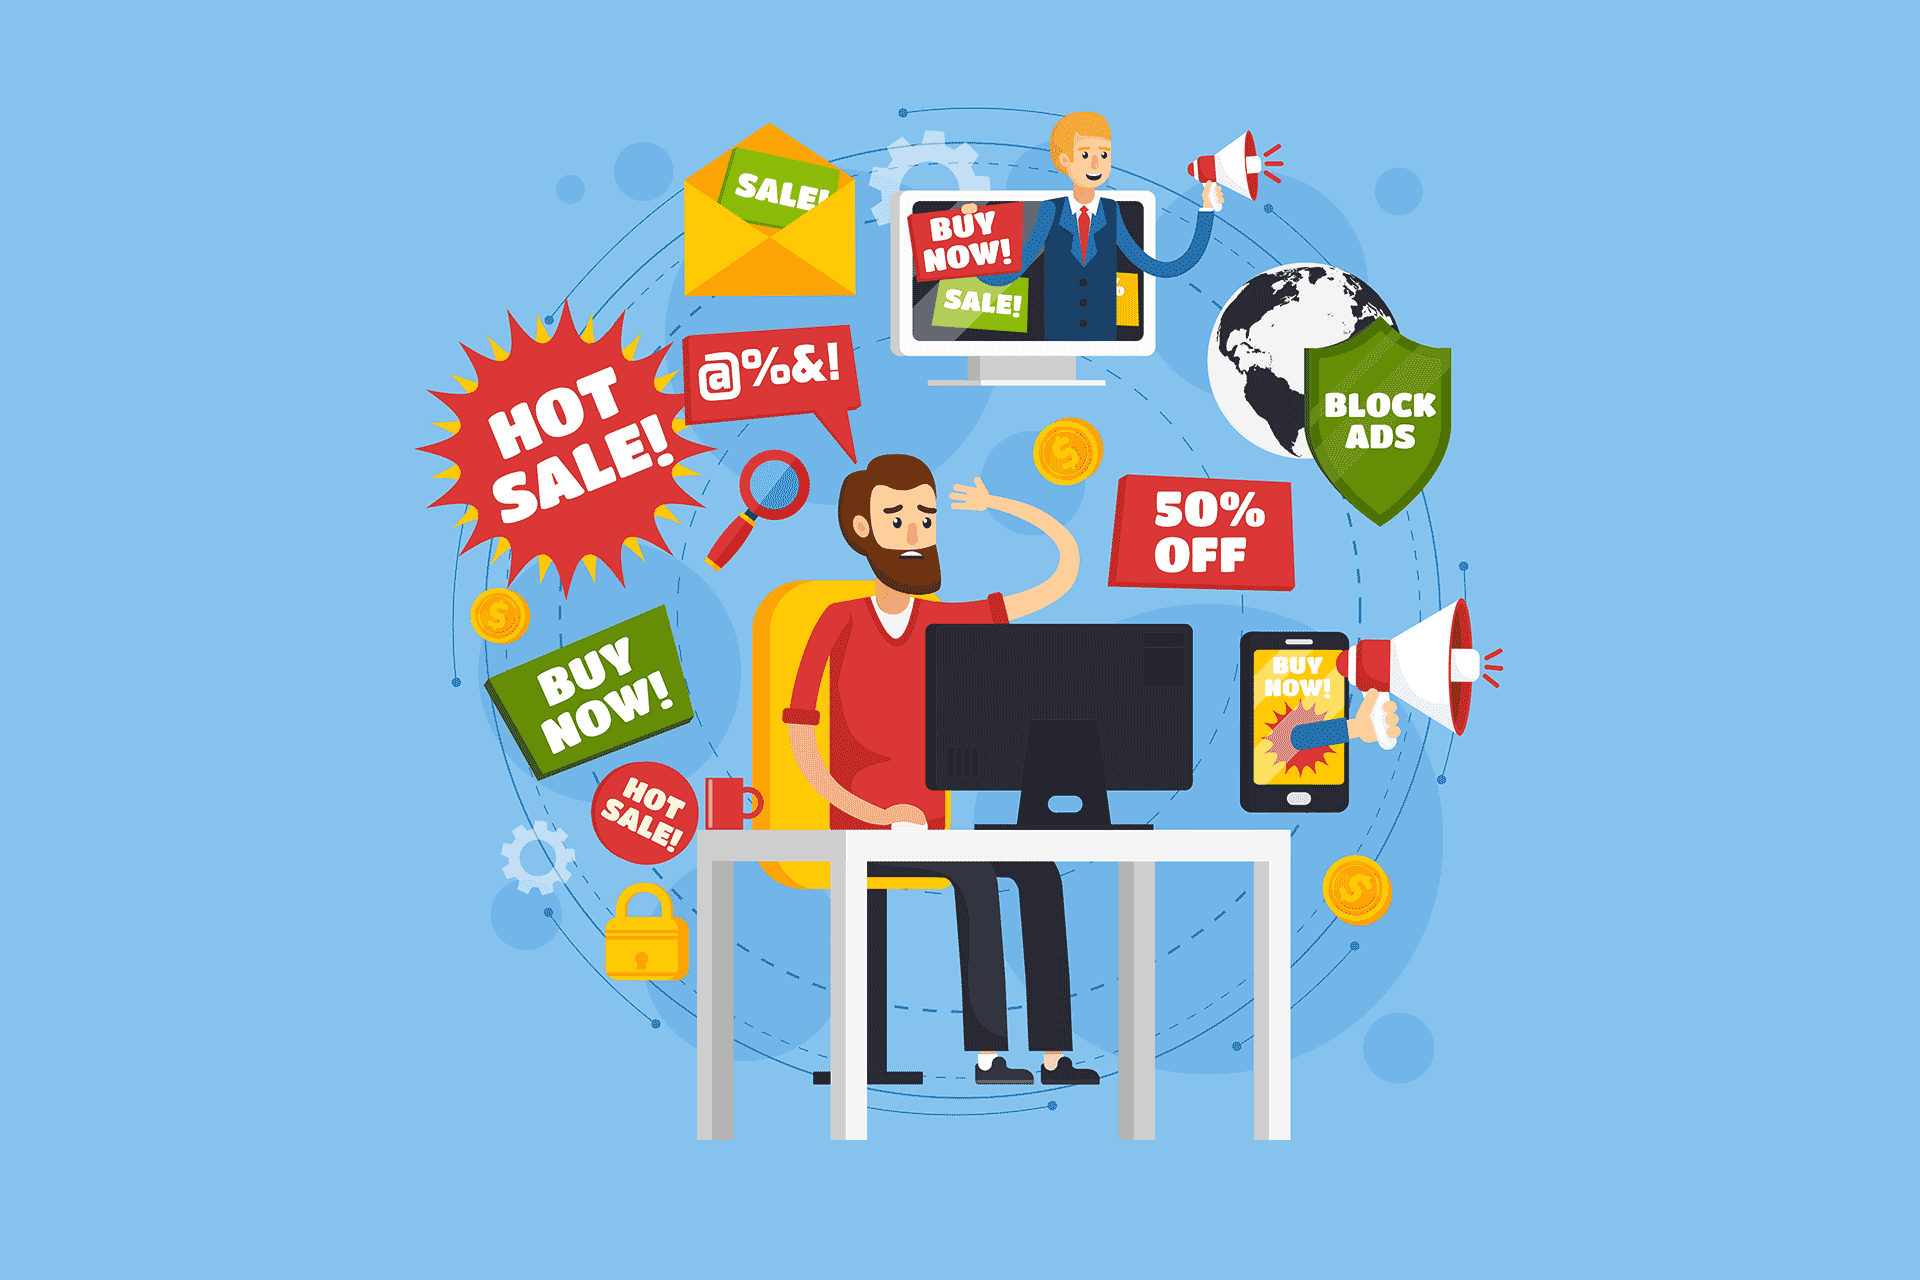 SALE!
BUY
NOW!
SALE!
%
@%&!
HOT
SALE!
BLOCK
ADS
50%
OFF
BUY
NOW!
BUY
NOW!
HOT
SALE!
$
$
$